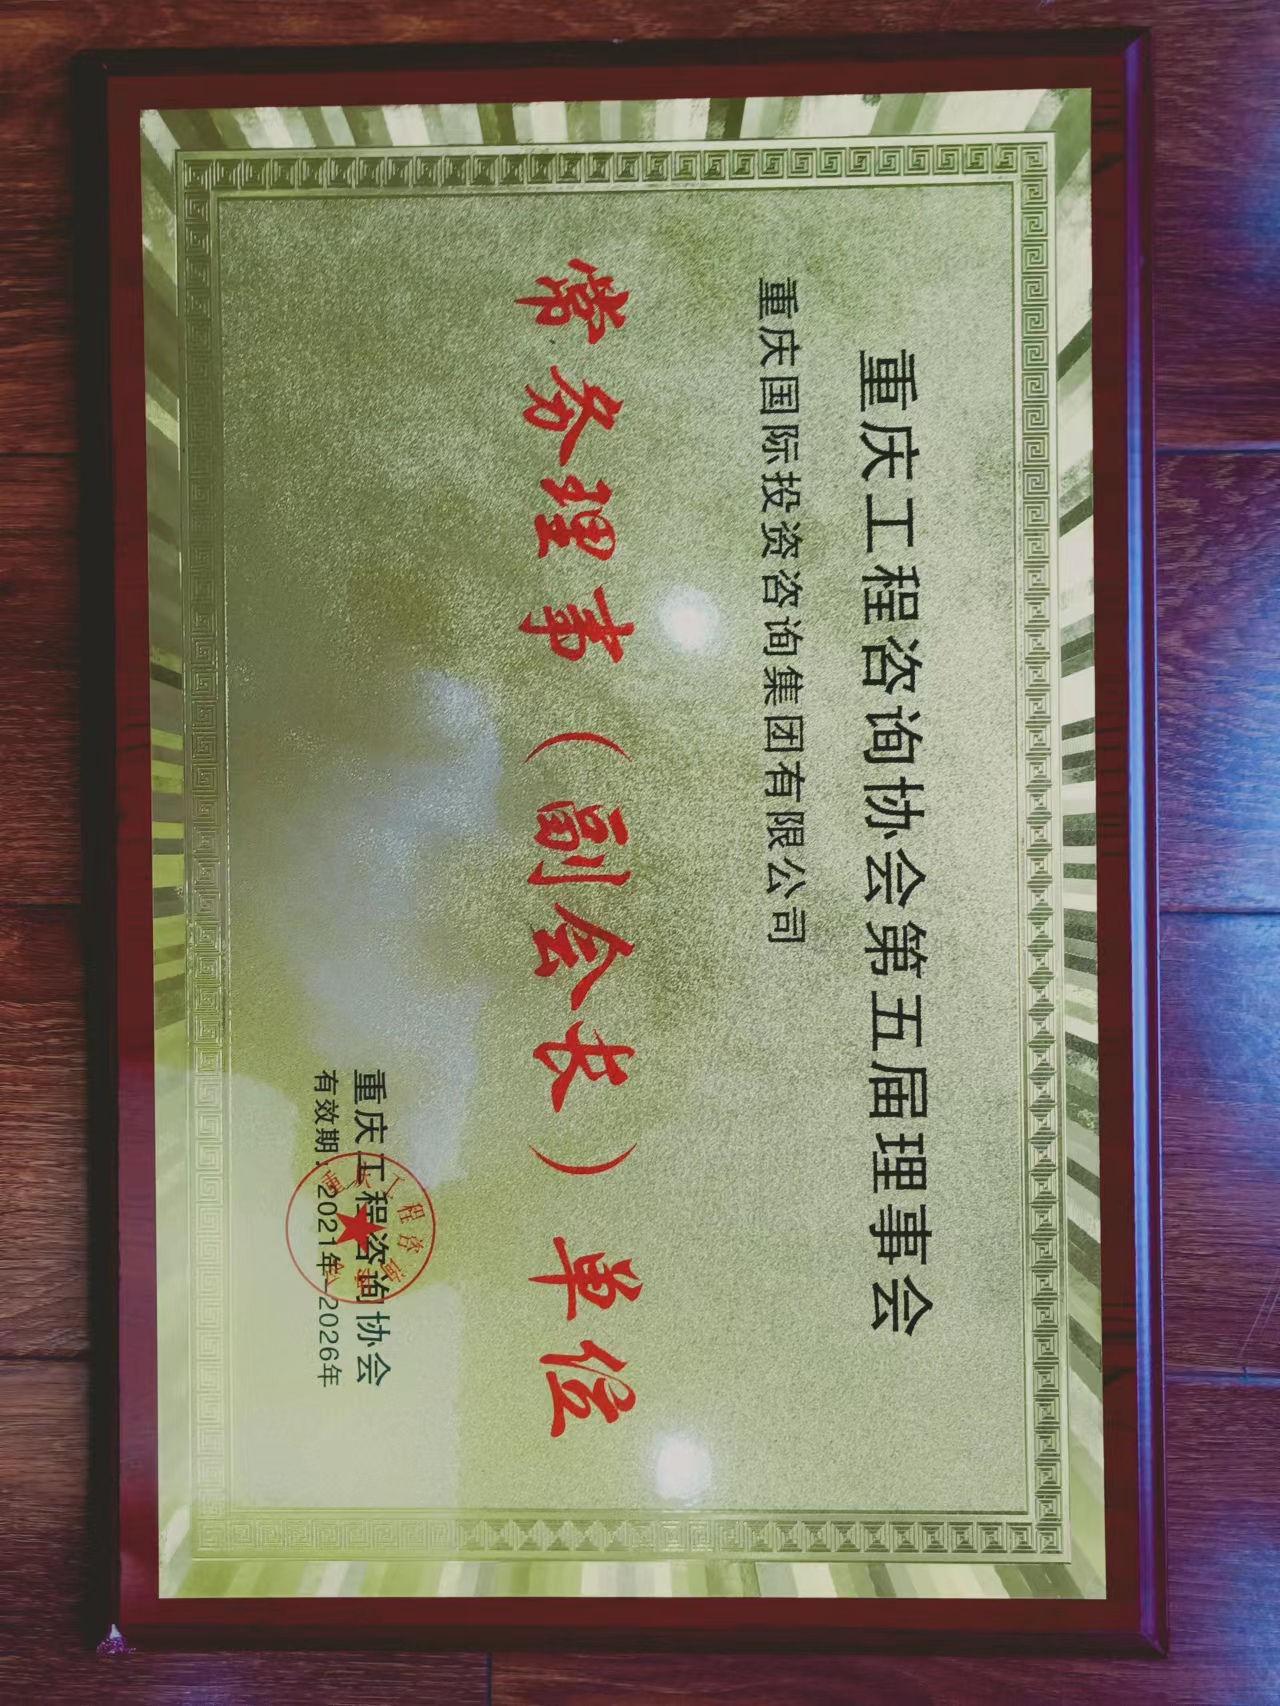 重庆工程咨询协会第五届理事会
重庆国际投资咨询集团有限公司
常务理事（副会长）单位
重庆工程咨询协会
有效期：2021年-2026年